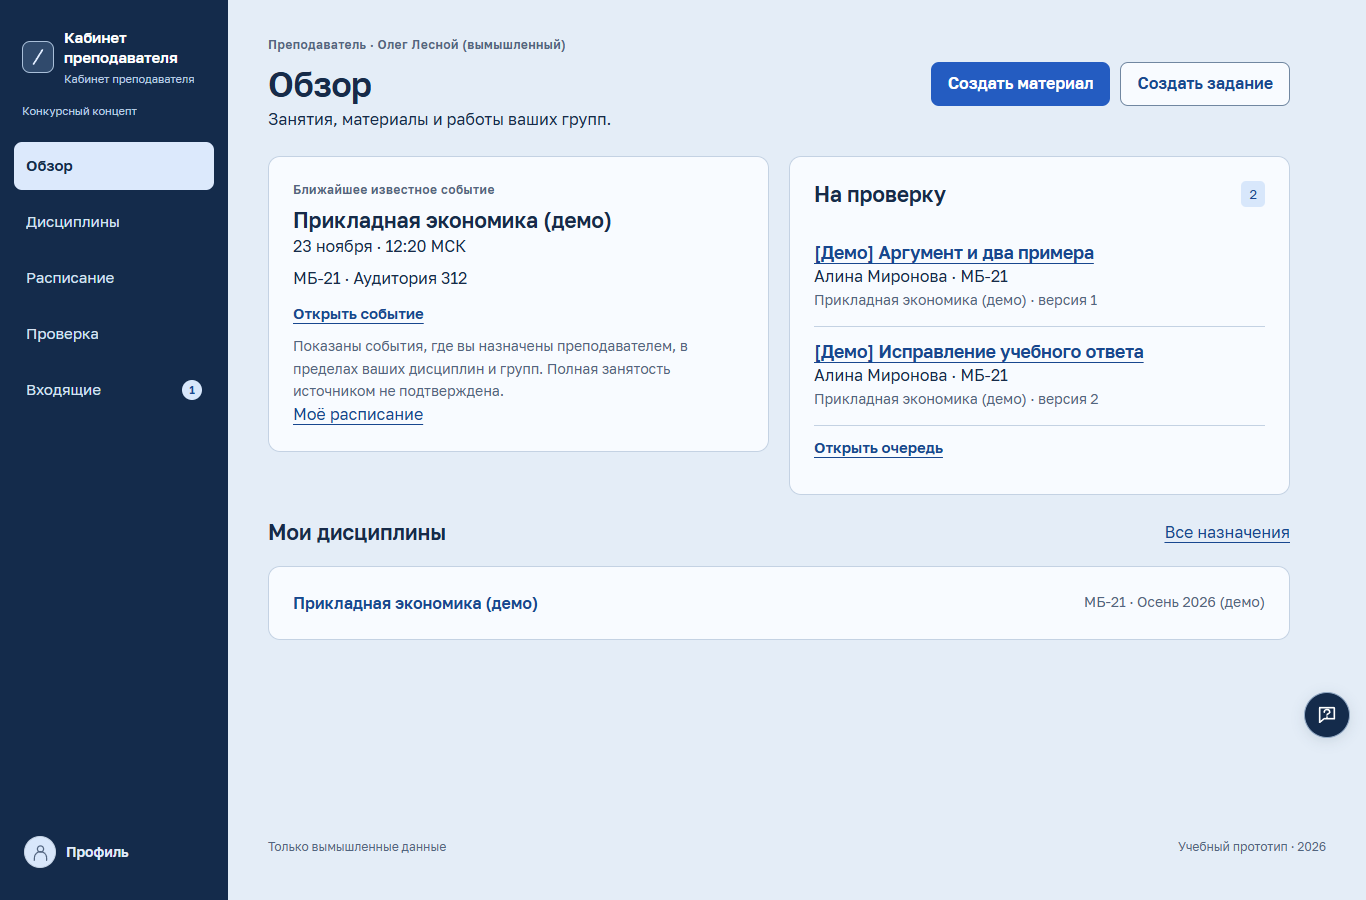 Кабинет
преподавателя
Кабинет преподавателя
Конкурсный концепт
Обзор
Дисциплины
Расписание
Проверка
Входящие 1
Профиль
Преподаватель · Олег Лесной (вымышленный)
Обзор
Занятия, материалы и работы ваших групп.
Создать материал
Создать задание
Ближайшее известное событие
Прикладная экономика (демо)
23 ноября · 12:20 МСК
МБ-21 · Аудитория 312
Открыть событие
Показаны события, где вы назначены преподавателем, в
пределах ваших дисциплин и групп. Полная занятость
источником не подтверждена.
Моё расписание
На проверку 2
[Демо] Аргумент и два примера
Алина Миронова · МБ-21
Прикладная экономика (демо) · версия 1
[Демо] Исправление учебного ответа
Алина Миронова · МБ-21
Прикладная экономика (демо) · версия 2
Открыть очередь
Мои дисциплины
Все назначения
Прикладная экономика (демо)
МБ-21 · Осень 2026 (демо)
Только вымышленные данные
Учебный прототип · 2026